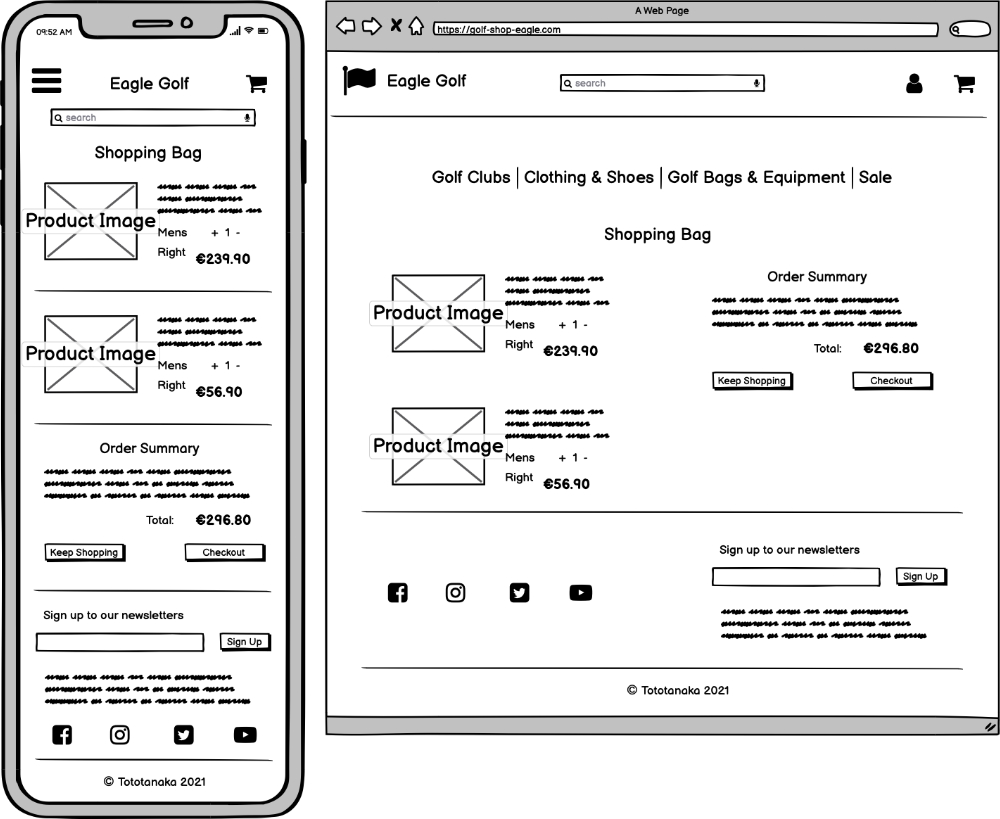 09:52 AM
Eagle Golf
search
Shopping Bag
Product Image
Mens + 1 -
Right €239.90
Product Image
Mens + 1 -
Right €56.90
Order Summary
Total: €296.80
Keep Shopping Checkout
Sign up to our newsletters
Sign Up
© Tototanaka 2021
A Web Page
https://golf-shop-eagle.com
Eagle Golf search
Golf Clubs | Clothing & Shoes | Golf Bags & Equipment | Sale
Shopping Bag
Product Image
Mens + 1 -
Right €239.90
Product Image
Mens + 1 -
Right €56.90
Order Summary
Total: €296.80
Keep Shopping Checkout
Sign up to our newsletters
Sign Up
© Tototanaka 2021